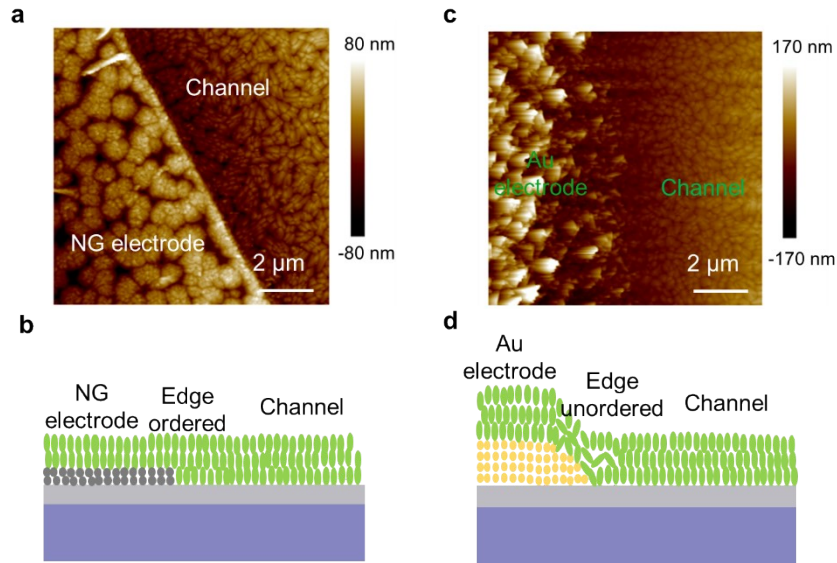 a
80 nm
Channel
NG electrode
-80 nm
2 μm
c
170 nm
Au
electrode
Channel
-170 nm
2 μm
b
NG
electrode
Edge
ordered
Channel
d
Au
electrode
Edge
unordered
Channel